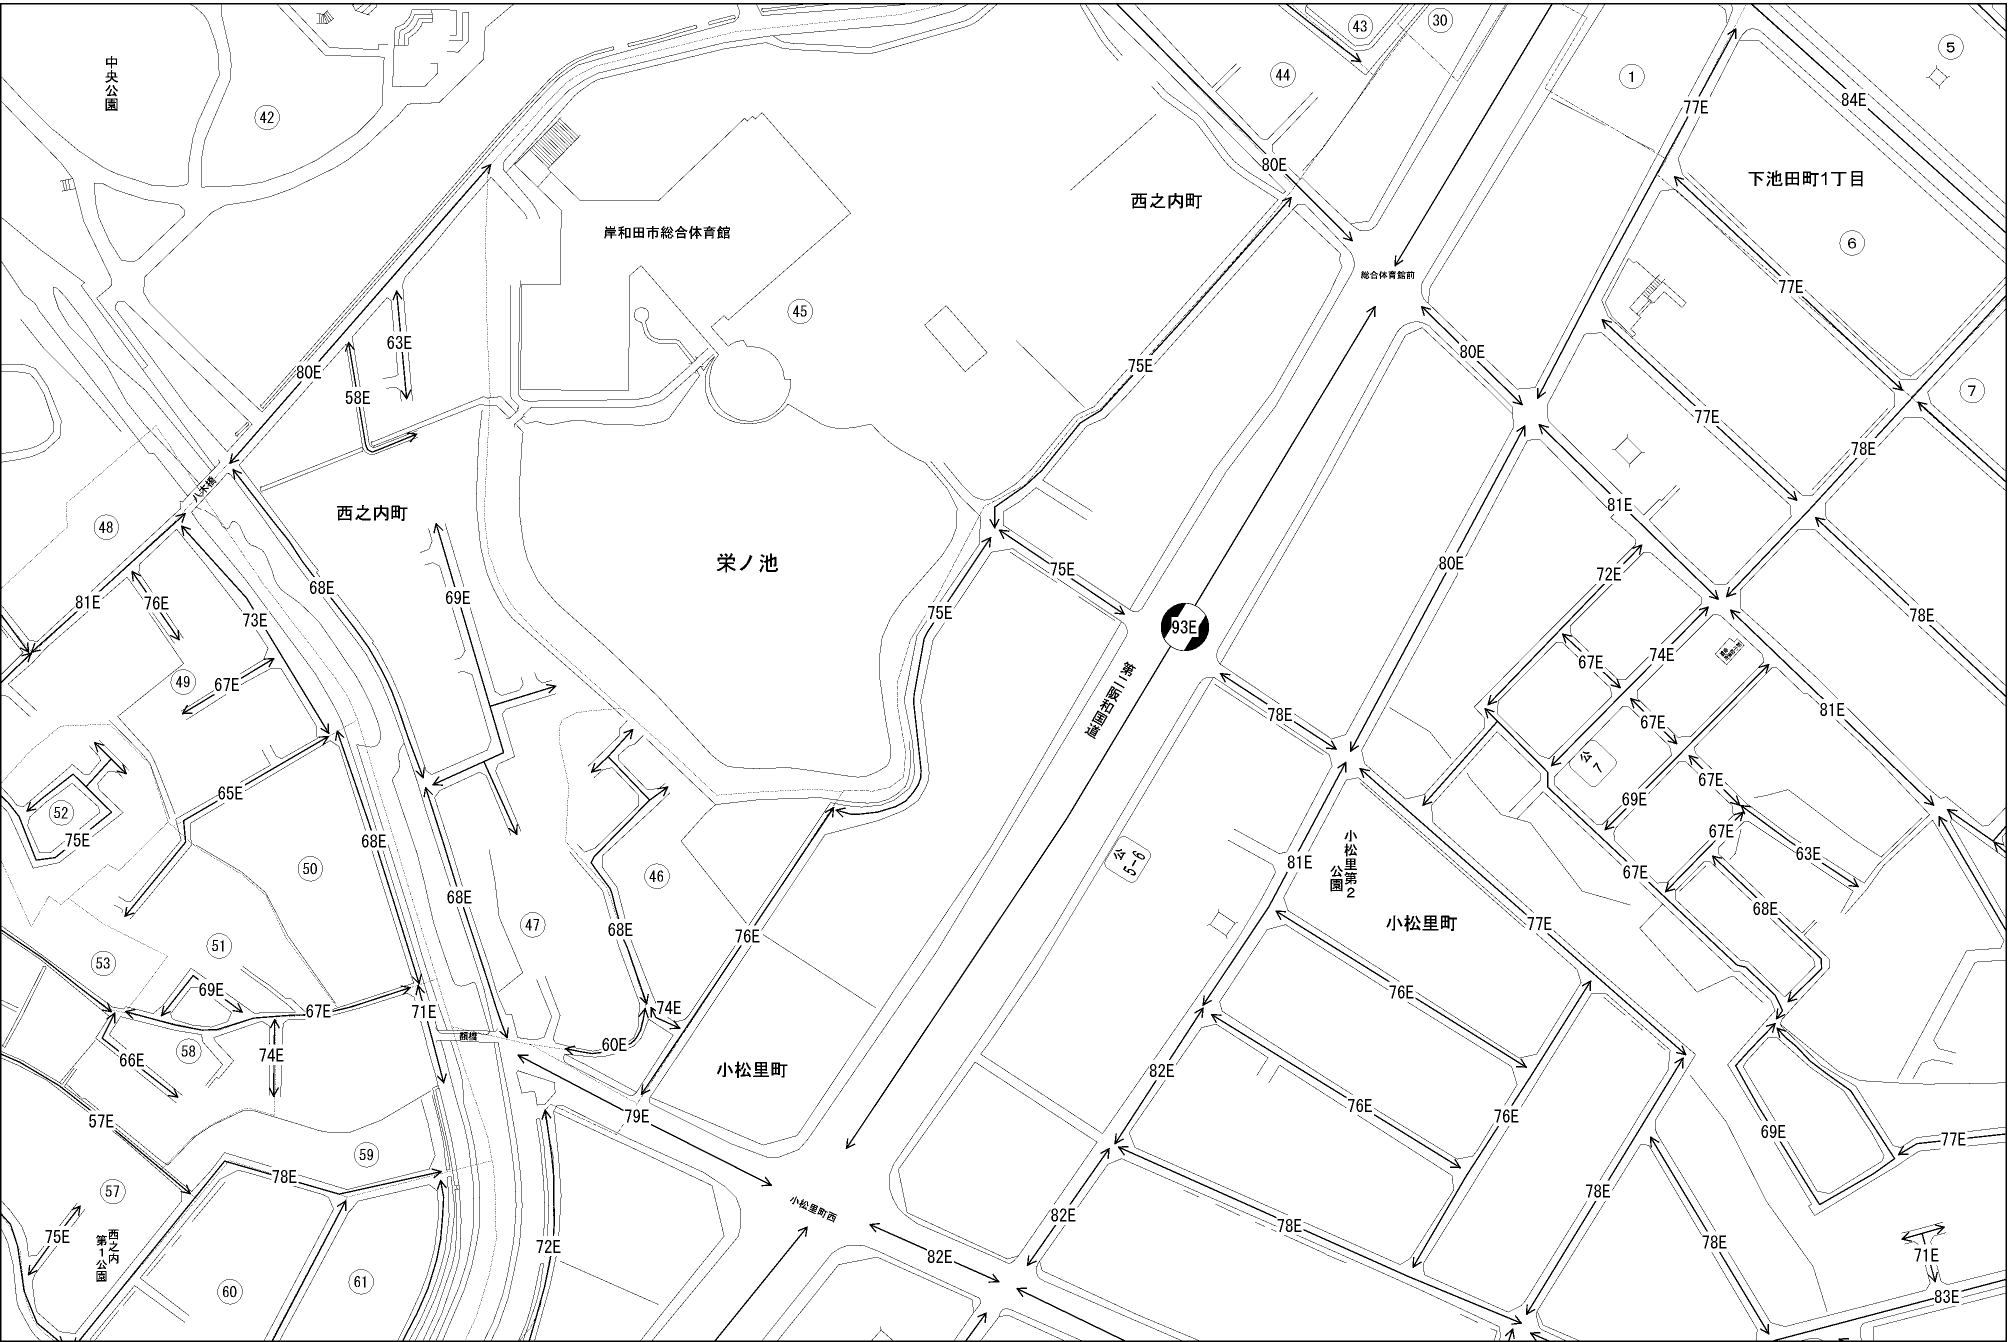 中央公園
42
43
30
44
1
5
77E
84E
80E
下池田町1丁目
西之内町
6
岸和田市総合体育館
総合体育館前
45
77E
63E
80E
58E
75E
80E
77E
7
78E
八木橋
48
西之内町
81E
栄ノ池
80E
72E
75E
68E
69E
81E
76E
73E
75E
78E
93E
74E
67E
49
67E
第二阪和国道
78E
67E
81E
公
7
67E
65E
69E
52
75E
68E
67E
63E
小松里第2
公園
公
5-6
81E
50
46
67E
68E
68E
47
68E
76E
77E
小松里町
51
53
69E
76E
67E
71E
74E
額橋
60E
58
74E
66E
小松里町
82E
76E
76E
79E
57E
69E
77E
59
78E
57
78E
小松里町西
82E
78E
75E
西之内
第1公園
72E
82E
78E
71E
60
61
83E